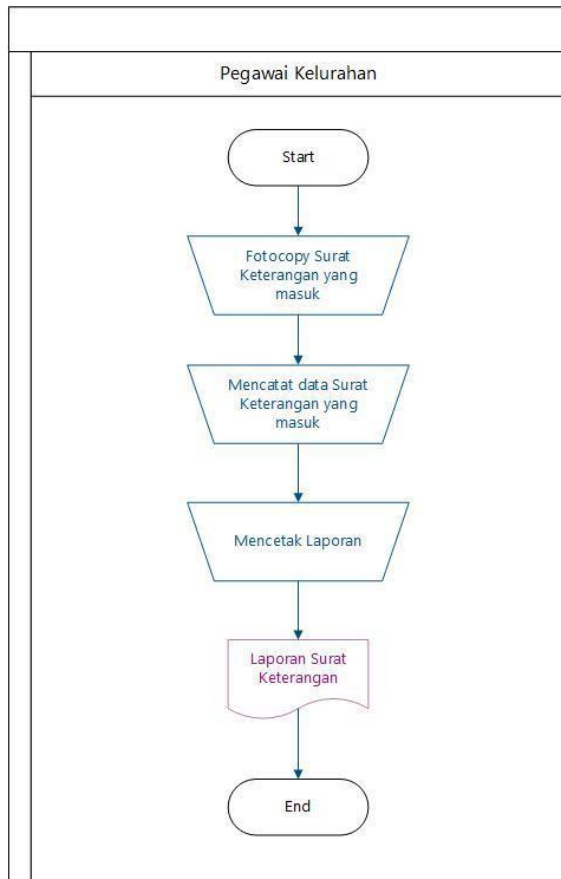 Pegawai Kelurahan
Start
Fotocopy Surat
Keterangan yang
masuk
Mencatat data Surat
Keterangan yang
masuk
Mencetak Laporan
Laporan Surat
Keterangan
End